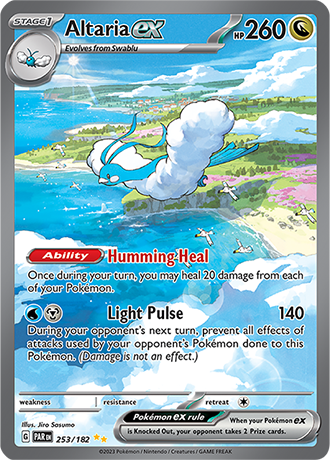 STAGE 1
Altaria ex
HP 260
Evolves from Swablu
Ability Humming Heal
Once during your turn, you may heal 20 damage from each
of your Pokémon.
Light Pulse 140
During your opponent's next turn, prevent all effects of
attacks used by your opponent's Pokémon done to this
Pokémon. (Damage is not an effect.)
weakness resistance retreat
Illus. Jiro Sasumo
Pokémon ex rule
When your Pokémon ex
is Knocked Out, your opponent takes 2 Prize cards.
G PAR EN 253/182
©2023 Pokémon / Nintendo / Creatures / GAME FREAK